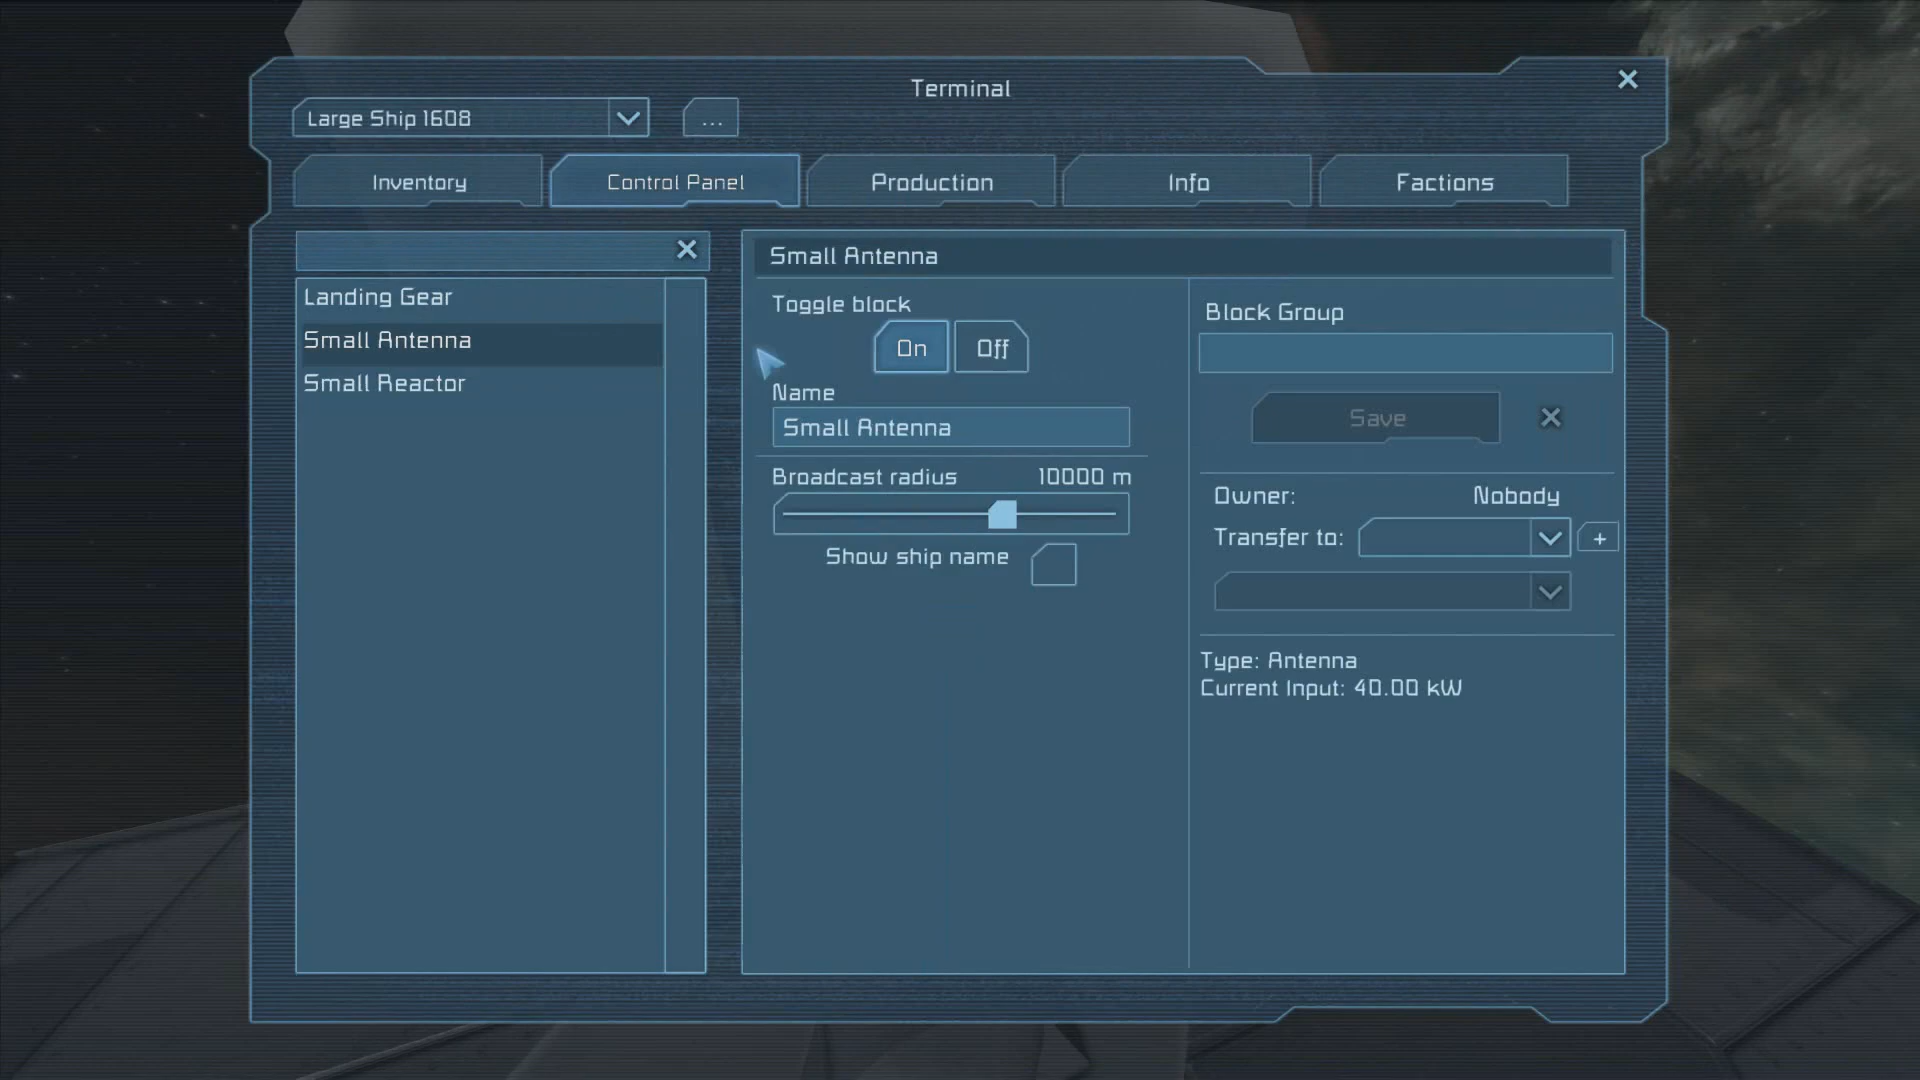 Terminal
Large Ship 1608
...
Inventory
Control Panel
Production
Info
Factions
Landing Gear
Small Antenna
Small Reactor
Small Antenna
Toggle block
On
Off
Name
Small Antenna
Broadcast radius 10000 m
Show ship name
Block Group
Save
Owner: Nobody
Transfer to:
+
Type: Antenna
Current Input: 40.00 kW